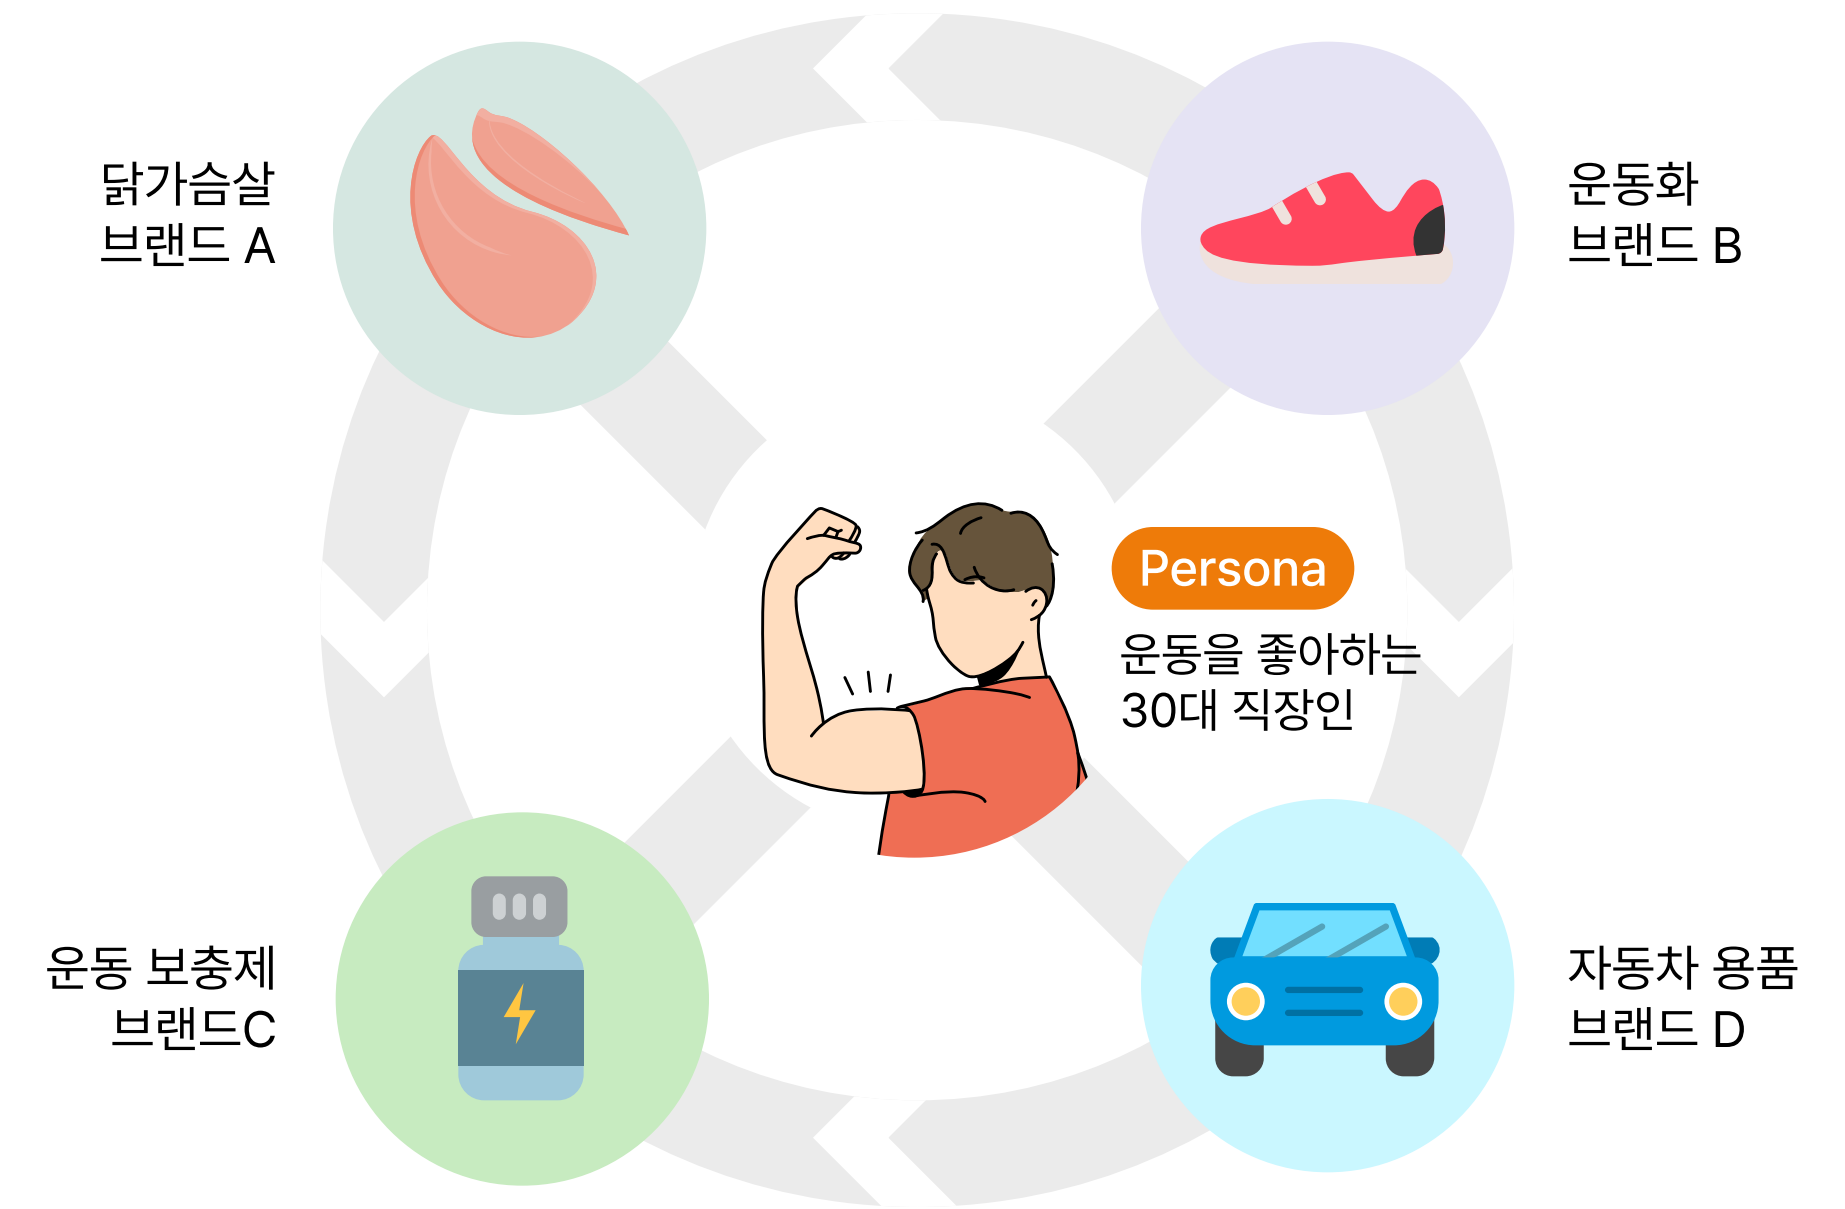 닭가슴살
브랜드 A
운동화
브랜드 B
Persona
운동을 좋아하는
30대 직장인
운동 보충제
브랜드C
자동차 용품
브랜드 D